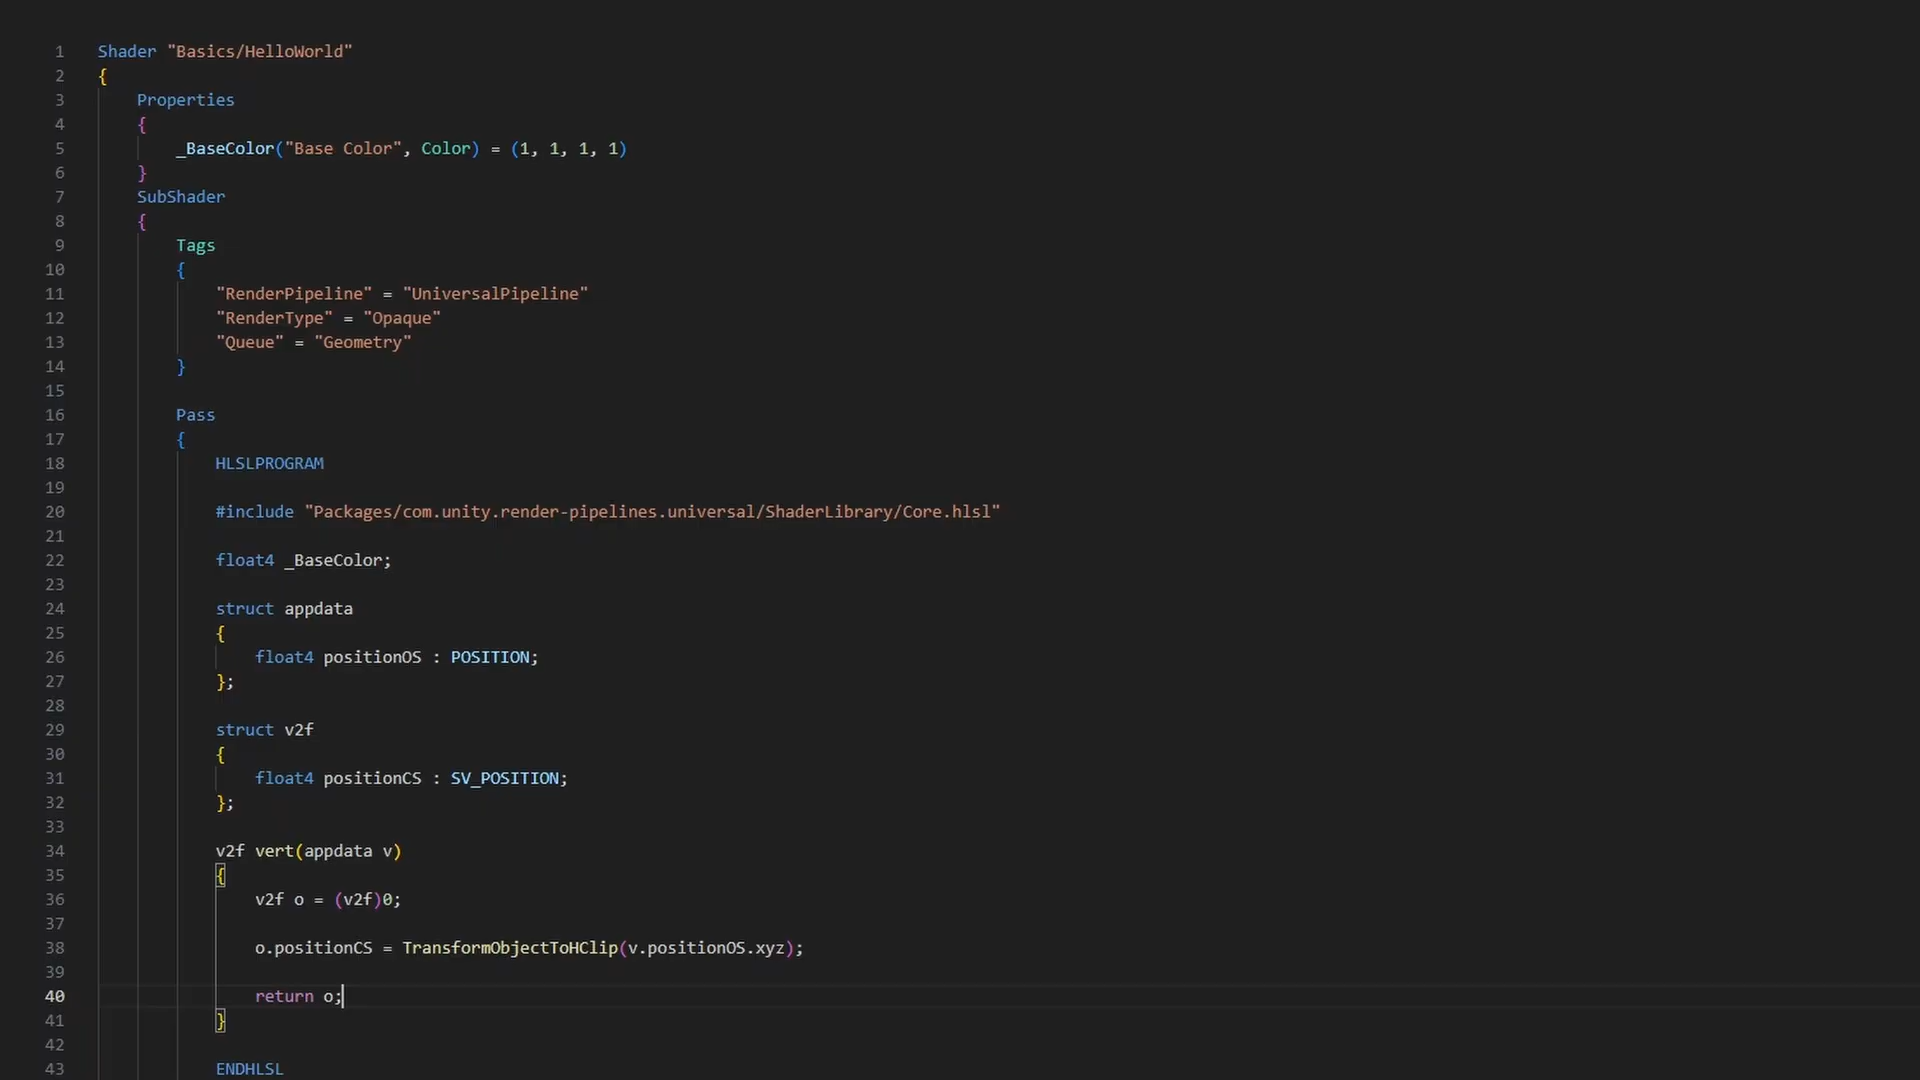 1 Shader "Basics/HelloWorld"
2 {
3 Properties
4 {
5 _BaseColor("Base Color", Color) = (1, 1, 1, 1)
6 }
7 SubShader
8 {
9 Tags
10 {
11 "RenderPipeline" = "UniversalPipeline"
12 "RenderType" = "Opaque"
13 "Queue" = "Geometry"
14 }
15
16 Pass
17 {
18 HLSLPROGRAM
19
20 #include "Packages/com.unity.render-pipelines.universal/ShaderLibrary/Core.hlsl"
21
22 float4 _BaseColor;
23
24 struct appdata
25 {
26 float4 positionOS : POSITION;
27 };
28
29 struct v2f
30 {
31 float4 positionCS : SV_POSITION;
32 };
33
34 v2f vert(appdata v)
35 {
36 v2f o = (v2f)0;
37
38 o.positionCS = TransformObjectToHClip(v.positionOS.xyz);
39
40 return o;
41 }
42
43 ENDHLSL